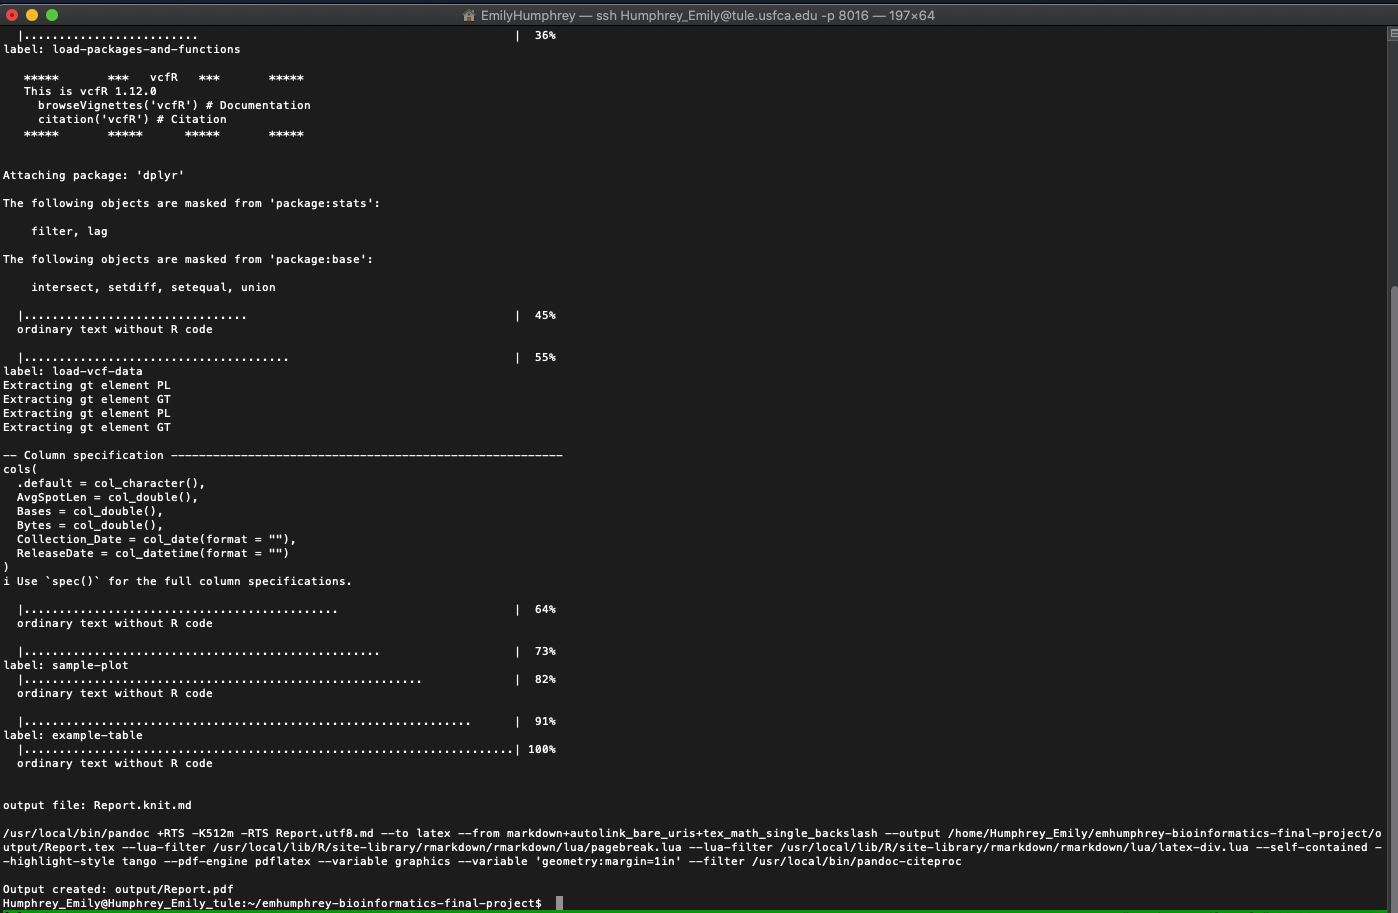 EmilyHumphrey — ssh Humphrey_Emily@tule.usfca.edu -p 8016 — 197×64
|......................... | 36%
label: load-packages-and-functions
***** *** vcfR *** *****
This is vcfR 1.12.0
browseVignettes('vcfR') # Documentation
citation('vcfR') # Citation
***** ***** ***** *****
Attaching package: 'dplyr'
The following objects are masked from 'package:stats':
filter, lag
The following objects are masked from 'package:base':
intersect, setdiff, setequal, union
|................................ | 45%
ordinary text without R code
|...................................... | 55%
label: load-vcf-data
Extracting gt element PL
Extracting gt element GT
Extracting gt element PL
Extracting gt element GT
-- Column specification --------------------------------------------------------
cols(
.default = col_character(),
AvgSpotLen = col_double(),
Bases = col_double(),
Bytes = col_double(),
Collection_Date = col_date(format = ""),
ReleaseDate = col_datetime(format = "")
)
i Use `spec()` for the full column specifications.
|............................................. | 64%
ordinary text without R code
|................................................... | 73%
label: sample-plot
|......................................................... | 82%
ordinary text without R code
|................................................................ | 91%
label: example-table
|......................................................................| 100%
ordinary text without R code
output file: Report.knit.md
/usr/local/bin/pandoc +RTS -K512m -RTS Report.utf8.md --to latex --from markdown+autolink_bare_uris+tex_math_single_backslash --output /home/Humphrey_Emily/emhumphrey-bioinformatics-final-project/o
utput/Report.tex --lua-filter /usr/local/lib/R/site-library/rmarkdown/rmarkdown/lua/pagebreak.lua --lua-filter /usr/local/lib/R/site-library/rmarkdown/rmarkdown/lua/latex-div.lua --self-contained -
-highlight-style tango --pdf-engine pdflatex --variable graphics --variable 'geometry:margin=1in' --filter /usr/local/bin/pandoc-citeproc
Output created: output/Report.pdf
Humphrey_Emily@Humphrey_Emily_tule:~/emhumphrey-bioinformatics-final-project$